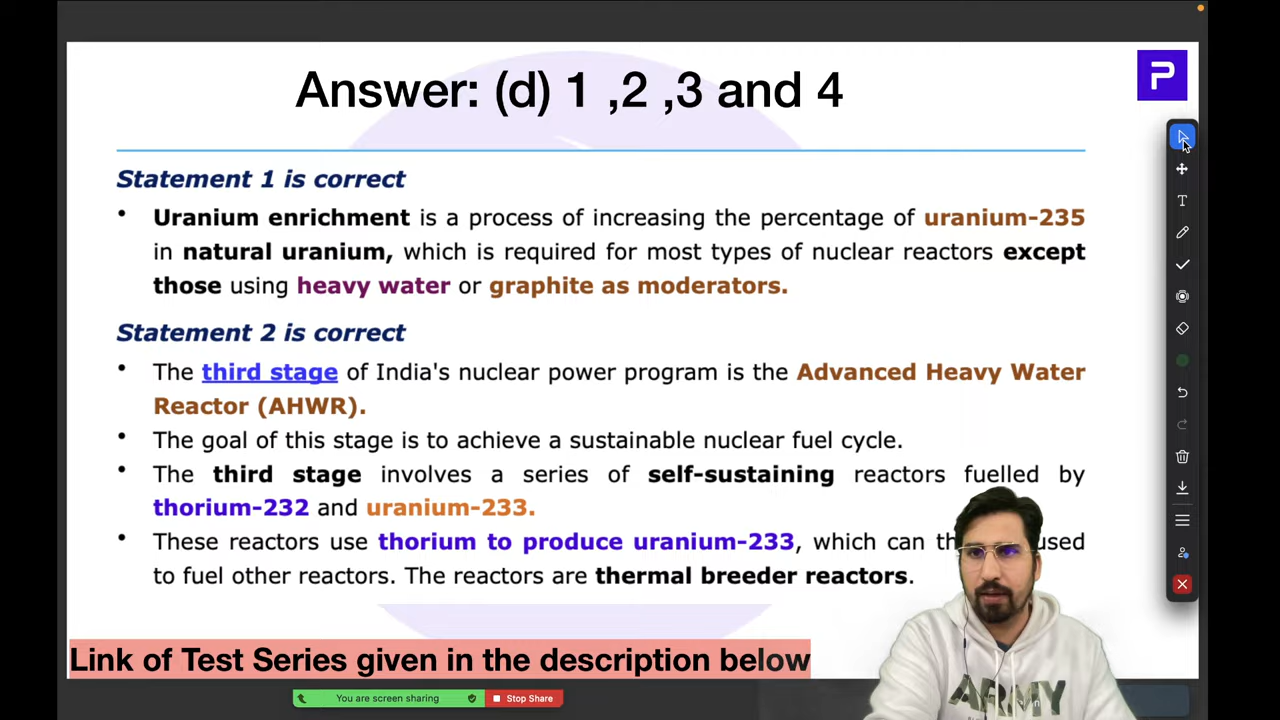 Answer: (d) 1 ,2 ,3 and 4
P
Statement 1 is correct
• Uranium enrichment is a process of increasing the percentage of uranium-235
in natural uranium, which is required for most types of nuclear reactors except
those using heavy water or graphite as moderators.
Statement 2 is correct
• The third stage of India's nuclear power program is the Advanced Heavy Water
Reactor (AHWR).
• The goal of this stage is to achieve a sustainable nuclear fuel cycle.
• The third stage involves a series of self-sustaining reactors fuelled by
thorium-232 and uranium-233.
• These reactors use thorium to produce uranium-233, which can used
to fuel other reactors. The reactors are thermal breeder reactors.
Link of Test Series given in the description below
You are screen sharing Stop Share
ARMY